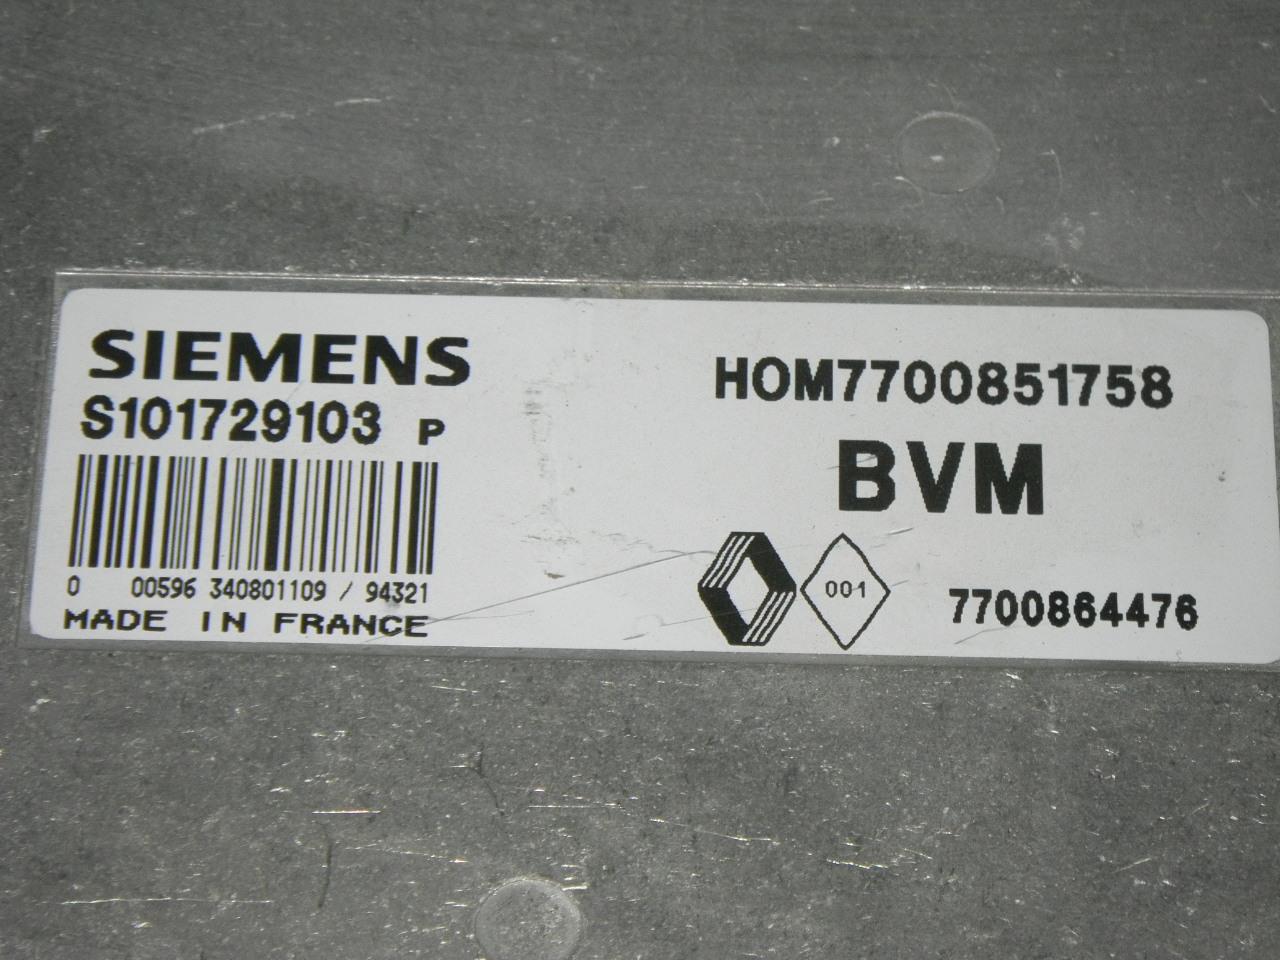 SIEMENS
S101729103 P
0 00596 340801109 / 94321
MADE IN FRANCE
HOM7700851758
BVM
001
7700864476